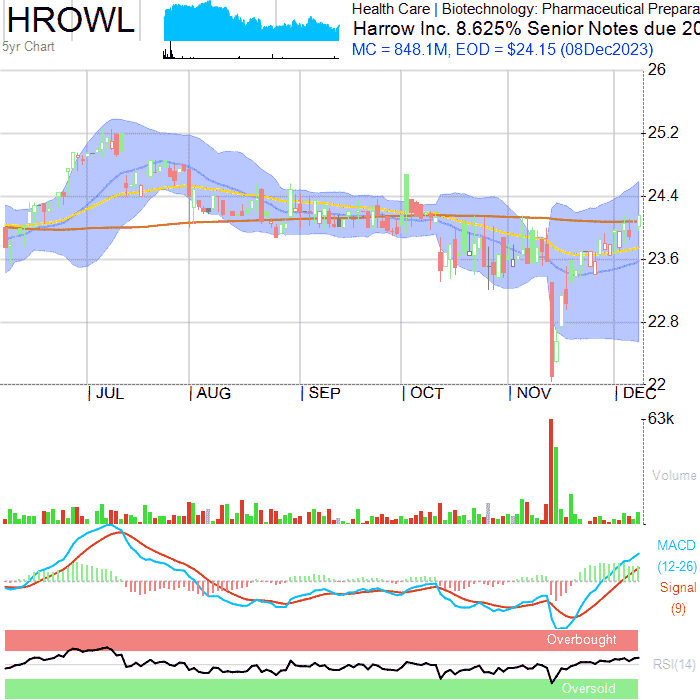 HROWL
5yr Chart
Health Care | Biotechnology: Pharmaceutical Prepara
Harrow Inc. 8.625% Senior Notes due 20
MC = 848.1M, EOD = $24.15 (08Dec2023)
26
25.2
24.4
23.6
22.8
22
JUL
AUG
SEP
OCT
NOV
DEC
63k
Volume
MACD
(12-26)
Signal
(9)
Overbought
RSI(14)
Oversold